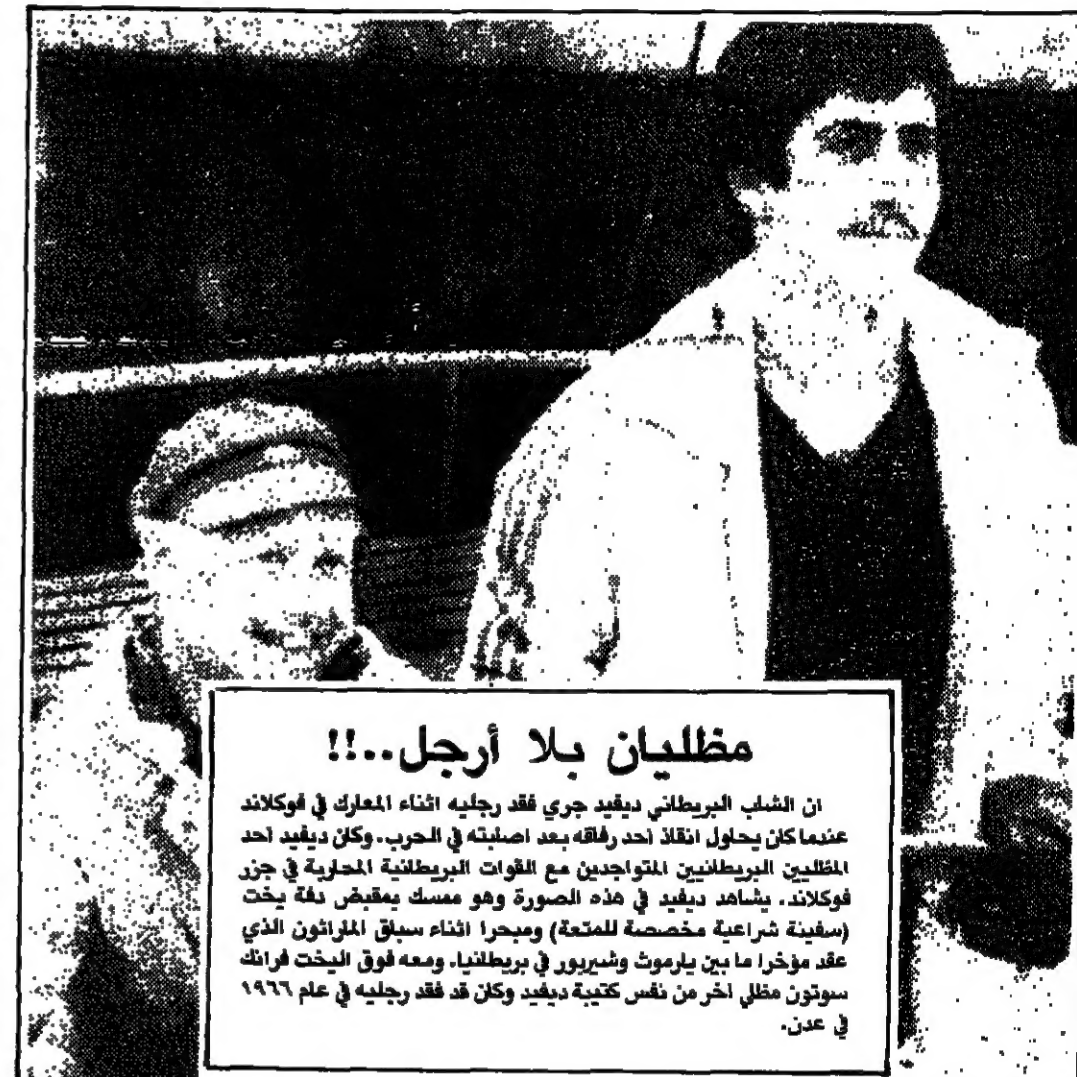 مظليان بلا أرجل..!!
ان الشاب البريطاني ديفيد جري فقد رجليه اثناء المعارك في فوكلاند
عندما كان يحاول انقاذ احد رفاقه بعد اصابته في الحرب. وكان ديفيد احد
المظليين البريطانيين المتواجدين مع القوات البريطانية المحاربة في جزر
فوكلاند. يشاهد ديفيد في هذه الصورة وهو ممسك بمقبض دفة يخت
(سفينة شراعية مخصصة للمتعة) ومبحرا اثناء سباق الماراثون الذي
عقد مؤخرا ما بين يارموث وشيربور في بريطانيا. ومعه فوق اليخت فرانك
سوتون مظلي آخر من نفس كتيبة ديفيد وكان قد فقد رجليه في عام ١٩٦٦
في عدن.